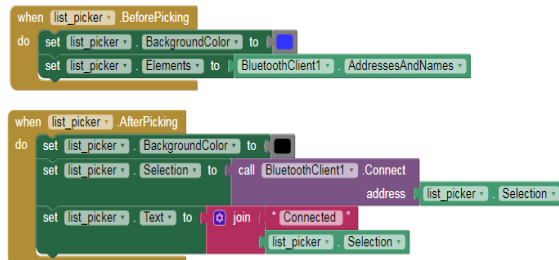 when list_picker .BeforePicking
do set list_picker . BackgroundColor to
set list_picker . Elements to BluetoothClient1 . AddressesAndNames
when list_picker .AfterPicking
do set list_picker . BackgroundColor to
set list_picker . Selection to call BluetoothClient1 .Connect
address list_picker . Selection
set list_picker . Text to join " Connected "
list_picker . Selection